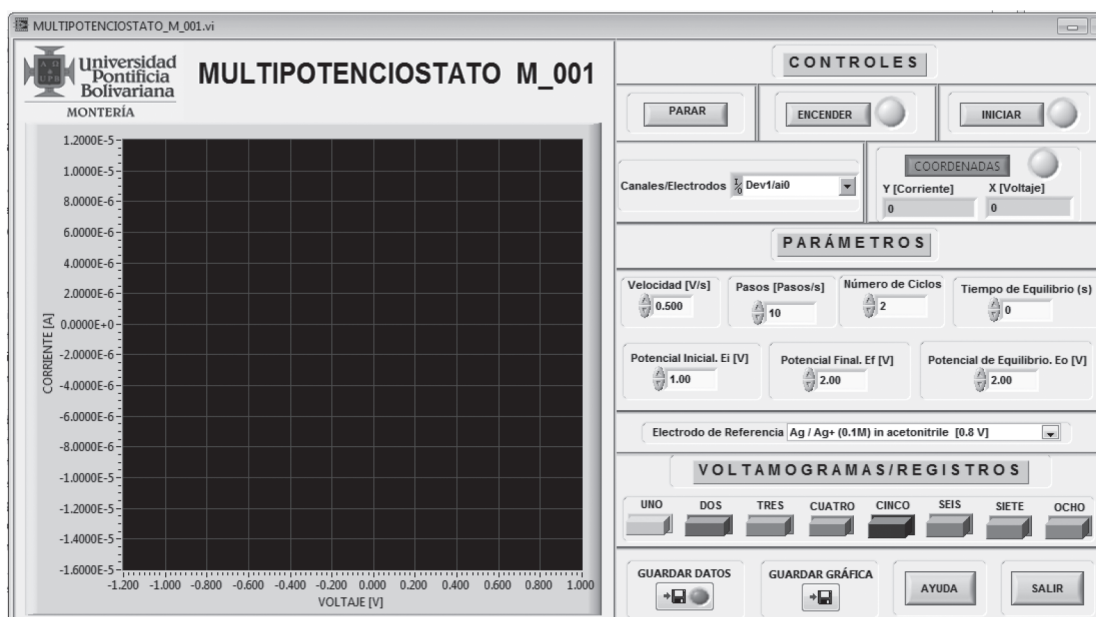 MULTIPOTENCIOSTATO_M_001.vi
Universidad
Pontificia
Bolivariana
MONTERÍA
MULTIPOTENCIOSTATO M_001
CORRIENTE [A]
1.2000E-5
1.0000E-5
8.0000E-6
6.0000E-6
4.0000E-6
2.0000E-6
0.0000E+0
-2.0000E-6
-4.0000E-6
-6.0000E-6
-8.0000E-6
-1.0000E-5
-1.2000E-5
-1.4000E-5
-1.6000E-5
-1.200 -1.000 -0.800 -0.600 -0.400 -0.200 0.000 0.200 0.400 0.600 0.800 1.000
VOLTAJE [V]
CONTROLES
PARAR ENCENDER INICIAR
Canales/Electrodos Dev1/ai0
COORDENADAS
Y [Corriente] X [Voltaje]
0 0
PARÁMETROS
Velocidad [V/s] Pasos [Pasos/s] Número de Ciclos Tiempo de Equilibrio (s)
0.500 10 2 0
Potencial Inicial. Ei [V] Potencial Final. Ef [V] Potencial de Equilibrio. Eo [V]
1.00 2.00 2.00
Electrodo de Referencia Ag / Ag+ (0.1M) in acetonitrile [0.8 V]
VOLTAMOGRAMAS/REGISTROS
UNO DOS TRES CUATRO CINCO SEIS SIETE OCHO
GUARDAR DATOS GUARDAR GRÁFICA AYUDA SALIR